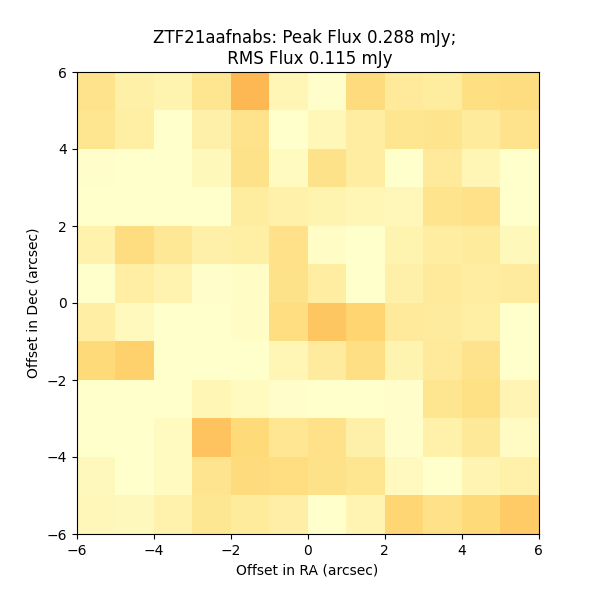 ZTF21aafnabs: Peak Flux 0.288 mJy;
RMS Flux 0.115 mJy
6
4
2
0
−2
−4
−6
Offset in Dec (arcsec)
−6 −4 −2 0 2 4 6
Offset in RA (arcsec)